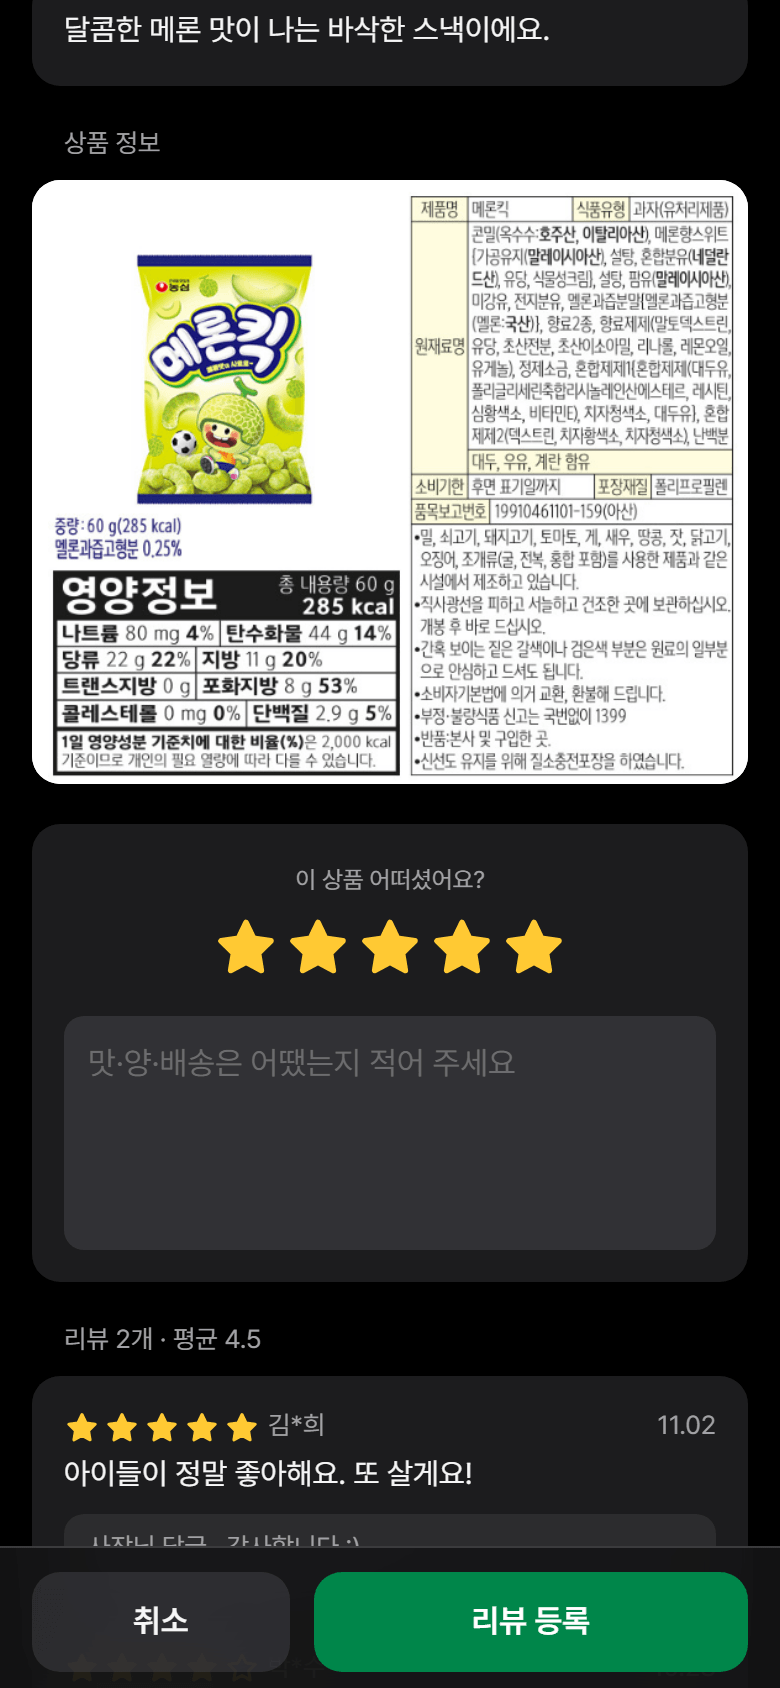 달콤한 메론 맛이 나는 바삭한 스낵이에요.
상품 정보
농심
메론킥
중량: 60 g(285 kcal)
멜론과즙고형분 0.25%
영양정보 총 내용량 60 g
285 kcal
나트륨 80 mg 4% 탄수화물 44 g 14%
당류 22 g 22% 지방 11 g 20%
트랜스지방 0 g 포화지방 8 g 53%
콜레스테롤 0 mg 0% 단백질 2.9 g 5%
1일 영양성분 기준치에 대한 비율(%)은 2,000 kcal
기준이므로 개인의 필요 열량에 따라 다를 수 있습니다.
제품명 메론킥 식품유형 과자(유처리제품)
원재료명
콘밀(옥수수:호주산, 이탈리아산), 메론향스위트
{가공유지(말레이시아산), 설탕, 혼합분유(네덜란
드산), 유당, 식물성크림}, 설탕, 팜유(말레이시아산),
미강유, 전지분유, 멜론과즙분말{멜론과즙고형분
(멜론:국산)}, 향료2종, 향료제제(말토덱스트린,
유당, 초산전분, 초산이소아밀, 리나롤, 레몬오일,
유게놀), 정제소금, 혼합제제1{혼합제제(대두유,
폴리글리세린축합리시놀레인산에스테르, 레시틴,
심황색소, 비타민E), 치자청색소, 대두유}, 혼합
제제2(덱스트린, 치자황색소, 치자청색소), 난백분
대두, 우유, 계란 함유
소비기한 후면 표기일까지 포장재질 폴리프로필렌
품목보고번호 19910461101-159(아산)
•밀, 쇠고기, 돼지고기, 토마토, 게, 새우, 땅콩, 잣, 닭고기,
오징어, 조개류(굴, 전복, 홍합 포함)를 사용한 제품과 같은
시설에서 제조하고 있습니다.
•직사광선을 피하고 서늘하고 건조한 곳에 보관하십시오.
개봉 후 바로 드십시오.
•간혹 보이는 짙은 갈색이나 검은색 부분은 원료의 일부분
으로 안심하고 드셔도 됩니다.
•소비자기본법에 의거 교환, 환불해 드립니다.
•부정·불량식품 신고는 국번없이 1399
•반품:본사 및 구입한 곳.
•신선도 유지를 위해 질소충전포장을 하였습니다.
이 상품 어떠셨어요?
맛·양·배송은 어땠는지 적어 주세요
리뷰 2개 · 평균 4.5
김*희 11.02
아이들이 정말 좋아해요. 또 살게요!
사장님 답글 감사합니다 :)
취소 리뷰 등록